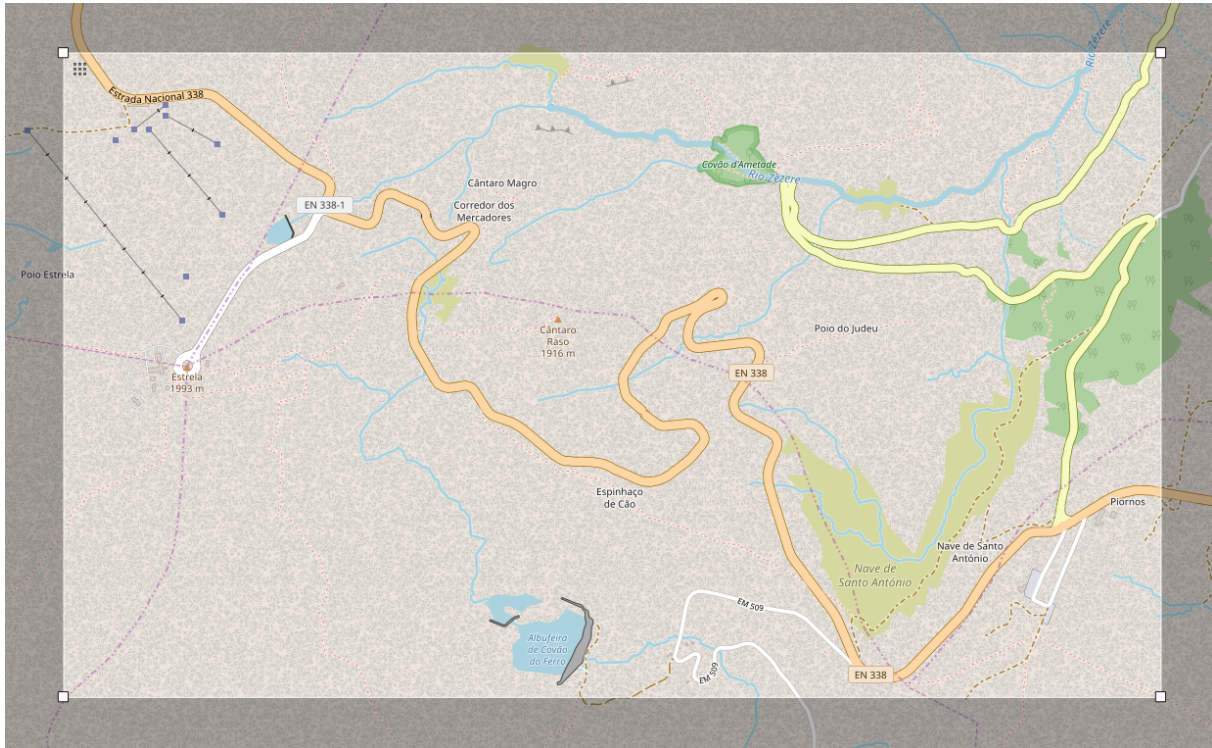 Rio Zêzere
Estrada Nacional 338
Covão d'Ametade
Rio Zêzere
Cântaro Magro
EN 338-1
Corredor dos
Mercadores
Poio Estrela
Cântaro
Raso
1916 m
Poio do Judeu
EN 338
Estrela
1993 m
Espinhaço
de Cão
Piornos
Nave de Santo
António
Nave de
Santo António
EM 509
Albufeira
de Covão
do Ferro
EM 509
EN 338